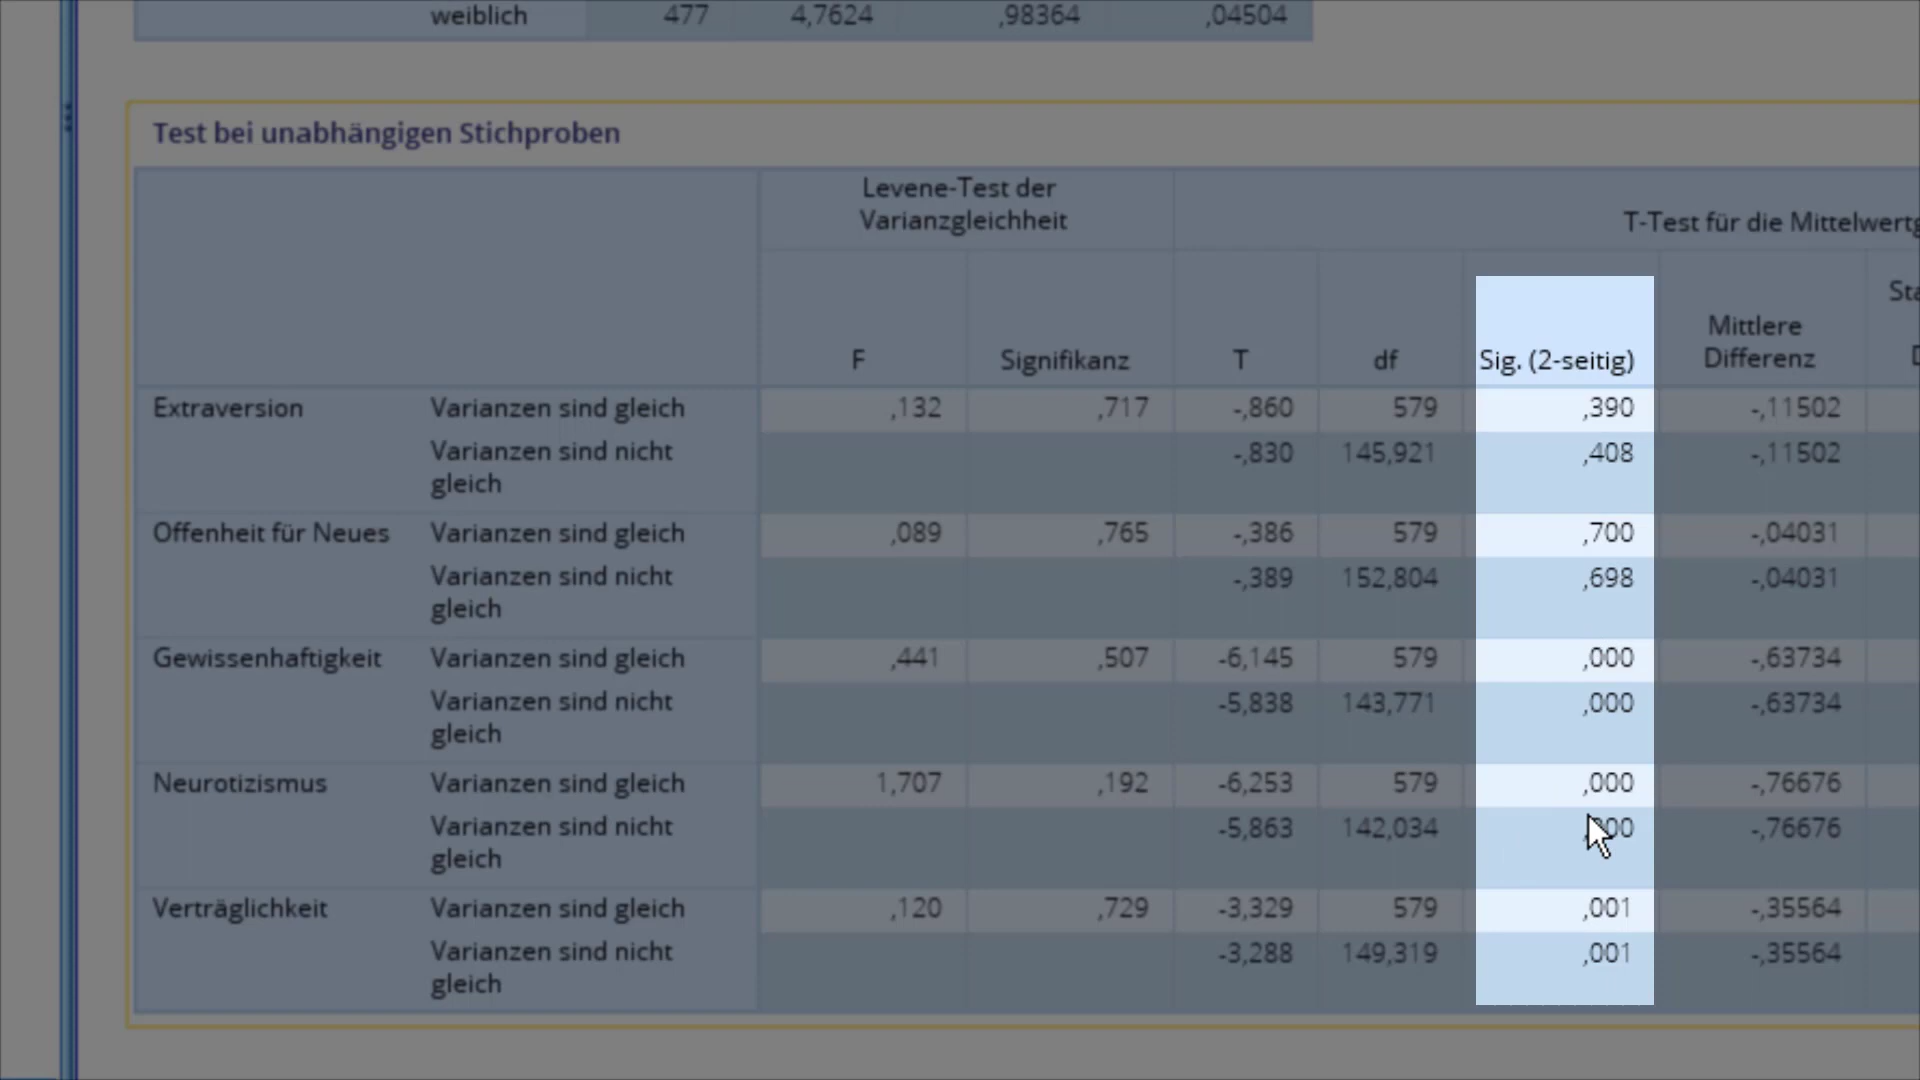 weiblich 477 4,7624 ,98364 ,04504
Test bei unabhängigen Stichproben
Levene-Test der
Varianzgleichheit
T-Test für die Mittelwertg
F Signifikanz T df Sig. (2-seitig) Mittlere
Differenz
Sta
Extraversion Varianzen sind gleich ,132 ,717 -,860 579 ,390 -,11502
Varianzen sind nicht
gleich -,830 145,921 ,408 -,11502
Offenheit für Neues Varianzen sind gleich ,089 ,765 -,386 579 ,700 -,04031
Varianzen sind nicht
gleich -,389 152,804 ,698 -,04031
Gewissenhaftigkeit Varianzen sind gleich ,441 ,507 -6,145 579 ,000 -,63734
Varianzen sind nicht
gleich -5,838 143,771 ,000 -,63734
Neurotizismus Varianzen sind gleich 1,707 ,192 -6,253 579 ,000 -,76676
Varianzen sind nicht
gleich -5,863 142,034 -,76676
Verträglichkeit Varianzen sind gleich ,120 ,729 -3,329 579 ,001 -,35564
Varianzen sind nicht
gleich -3,288 149,319 ,001 -,35564